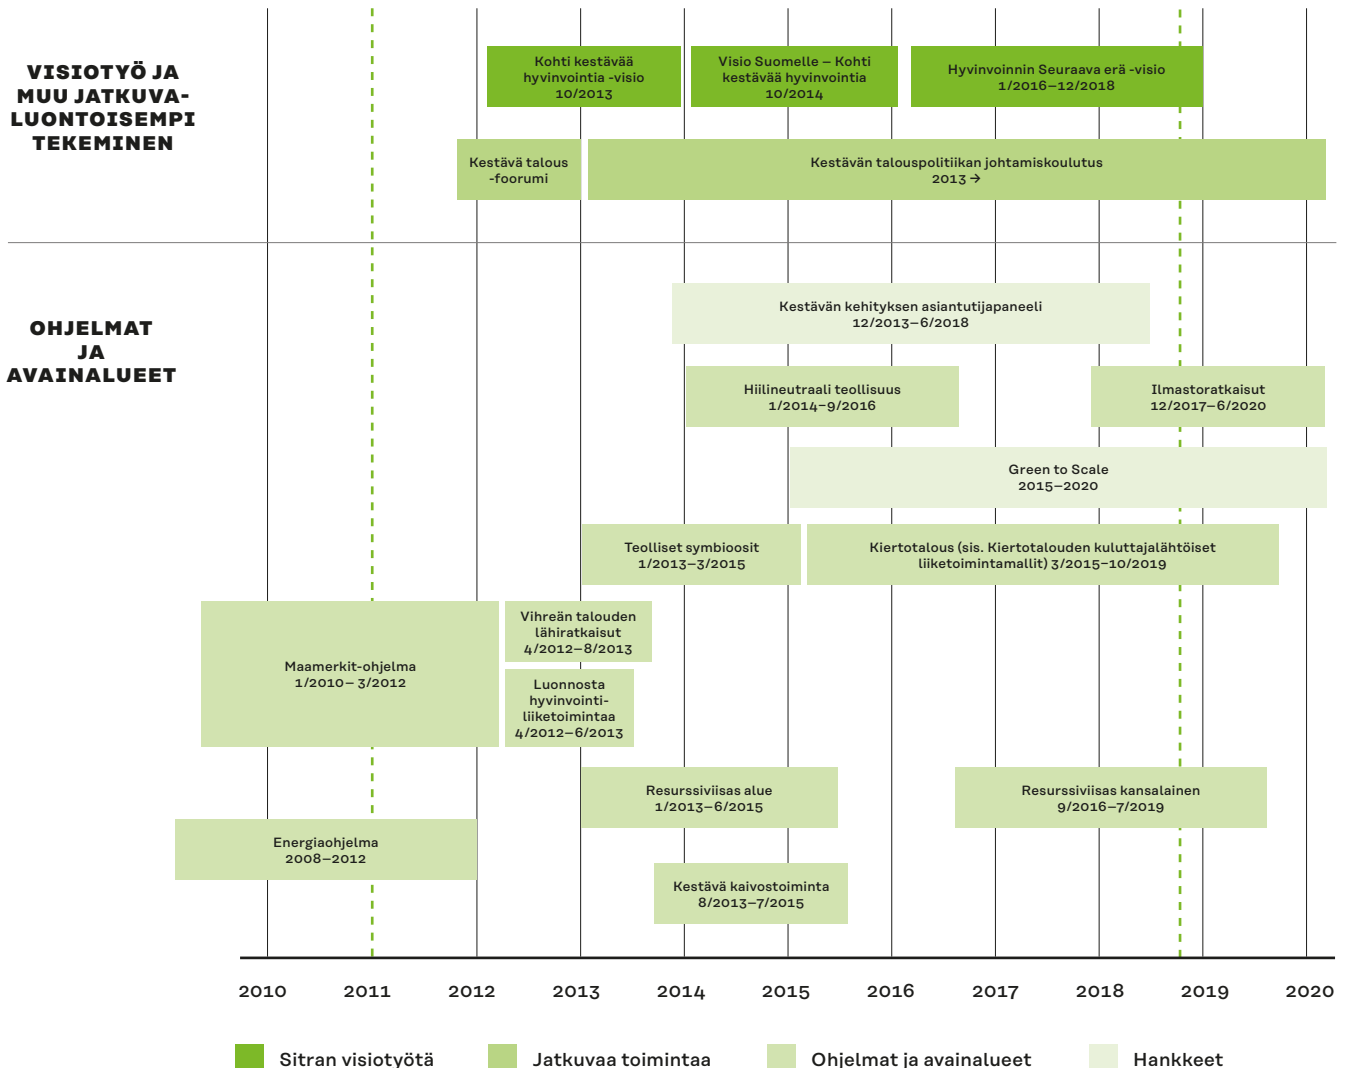 VISIOTYÖ JA
MUU JATKUVA-
LUONTOISEMPI
TEKEMINEN
Kohti kestävää
hyvinvointia -visio
10/2013
Visio Suomelle – Kohti
kestävää hyvinvointia
10/2014
Hyvinvoinnin Seuraava erä -visio
1/2016–12/2018
Kestävä talous
-foorumi
Kestävän talouspolitiikan johtamiskoulutus
2013 →
OHJELMAT
JA
AVAINALUEET
Kestävän kehityksen asiantutijapaneeli
12/2013–6/2018
Hiilineutraali teollisuus
1/2014–9/2016
Ilmastoratkaisut
12/2017–6/2020
Green to Scale
2015–2020
Teolliset symbioosit
1/2013–3/2015
Kiertotalous (sis. Kiertotalouden kuluttajalähtöiset
liiketoimintamallit) 3/2015–10/2019
Maamerkit-ohjelma
1/2010– 3/2012
Vihreän talouden
lähiratkaisut
4/2012–8/2013
Luonnosta
hyvinvointi-
liiketoimintaa
4/2012–6/2013
Resurssiviisas alue
1/2013–6/2015
Resurssiviisas kansalainen
9/2016–7/2019
Energiaohjelma
2008–2012
Kestävä kaivostoiminta
8/2013–7/2015
2010 2011 2012 2013 2014 2015 2016 2017 2018 2019 2020
Sitran visiotyötä Jatkuvaa toimintaa Ohjelmat ja avainalueet Hankkeet